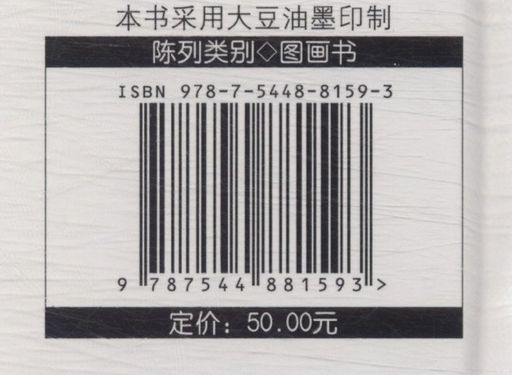 本书采用大豆油墨印制
陈列类别◇图画书
ISBN 978-7-5448-8159-3
9 787544 881593 >
定价：50.00元